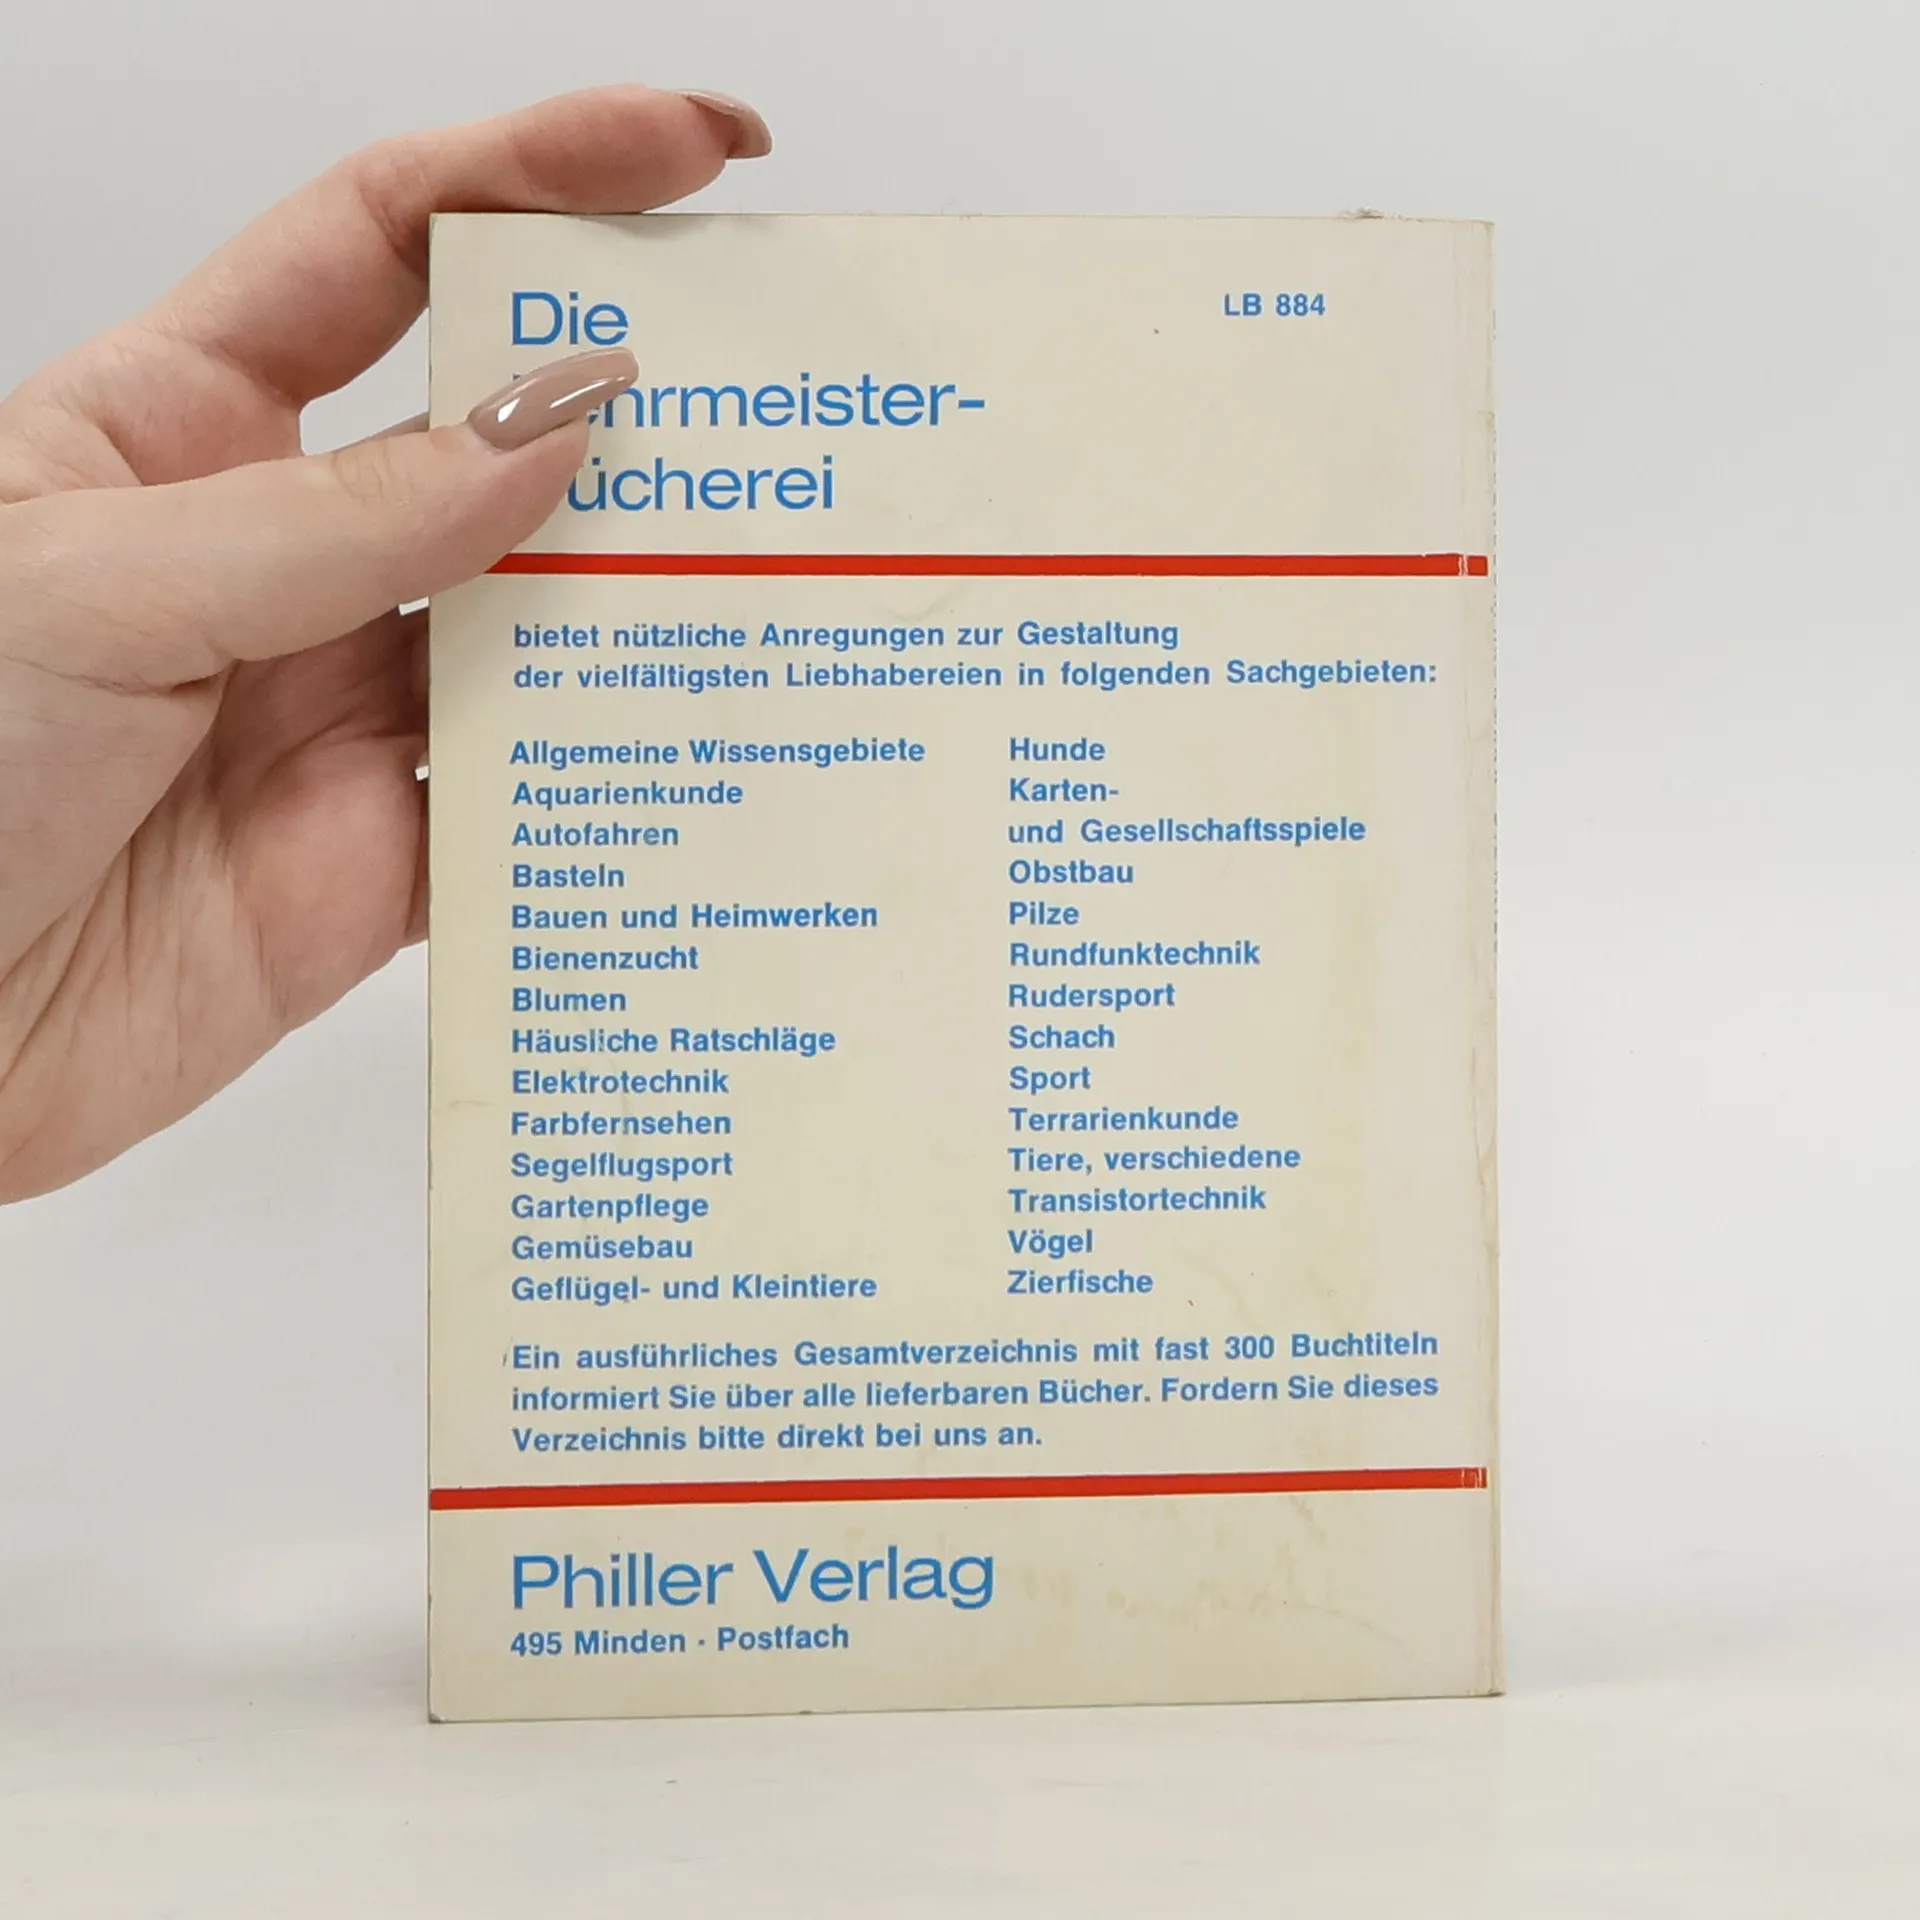 Die
LB 884
hrmeister-
ücherei
bietet nützliche Anregungen zur Gestaltung
der vielfältigsten Liebhabereien in folgenden Sachgebieten:
Allgemeine Wissensgebiete
Aquarienkunde
Autofahren
Basteln
Bauen und Heimwerken
Bienenzucht
Blumen
Häusliche Ratschläge
Elektrotechnik
Farbfernsehen
Segelflugsport
Gartenpflege
Gemüsebau
Geflügel- und Kleintiere
Hunde
Karten-
und Gesellschaftsspiele
Obstbau
Pilze
Rundfunktechnik
Rudersport
Schach
Sport
Terrarienkunde
Tiere, verschiedene
Transistortechnik
Vögel
Zierfische
Ein ausführliches Gesamtverzeichnis mit fast 300 Buchtiteln
informiert Sie über alle lieferbaren Bücher. Fordern Sie dieses
Verzeichnis bitte direkt bei uns an.
Philler Verlag
495 Minden · Postfach